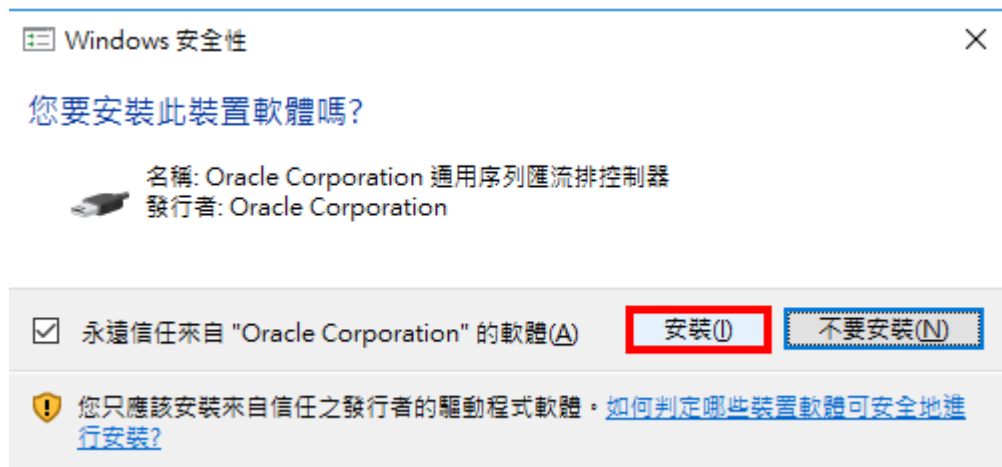 Windows 安全性
您要安裝此裝置軟體嗎?
名稱: Oracle Corporation 通用序列匯流排控制器
發行者: Oracle Corporation
永遠信任來自 "Oracle Corporation" 的軟體(A)
安裝(I)
不要安裝(N)
您只應該安裝來自信任之發行者的驅動程式軟體。如何判定哪些裝置軟體可安全地進
行安裝?